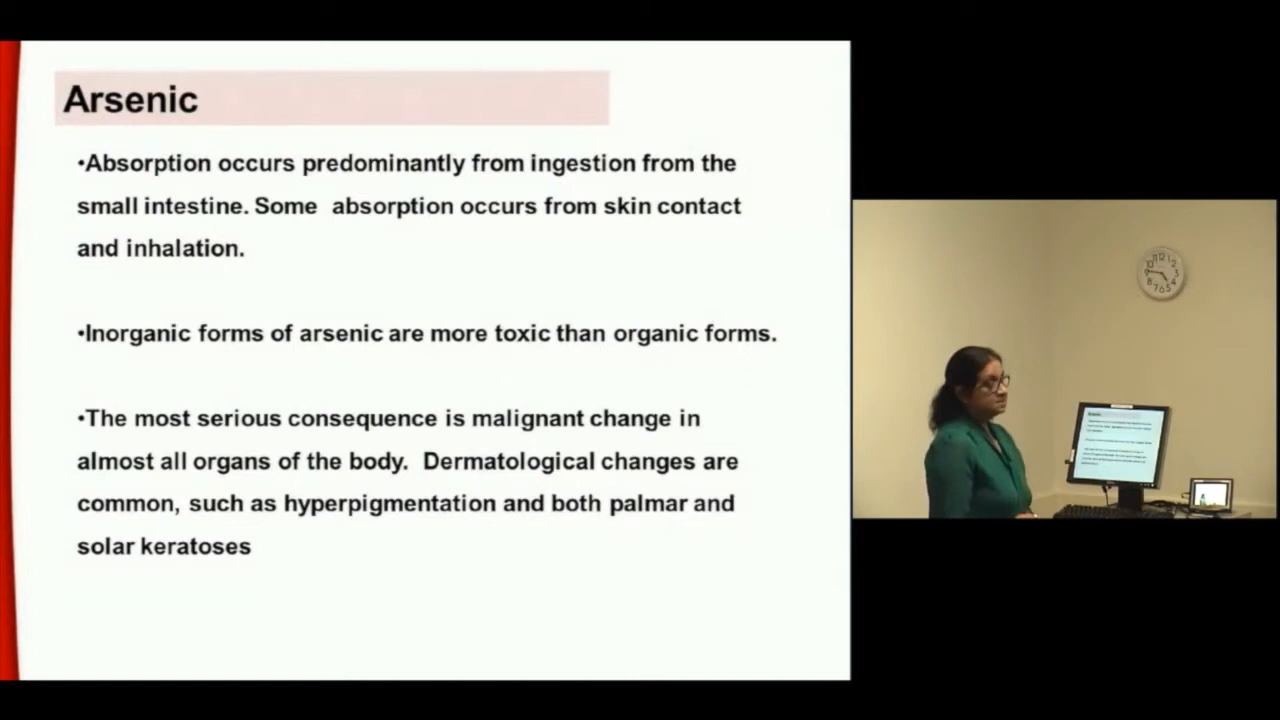 Arsenic
•Absorption occurs predominantly from ingestion from the
small intestine. Some  absorption occurs from skin contact
and inhalation.
•Inorganic forms of arsenic are more toxic than organic forms.
•The most serious consequence is malignant change in
almost all organs of the body.  Dermatological changes are
common, such as hyperpigmentation and both palmar and
solar keratoses